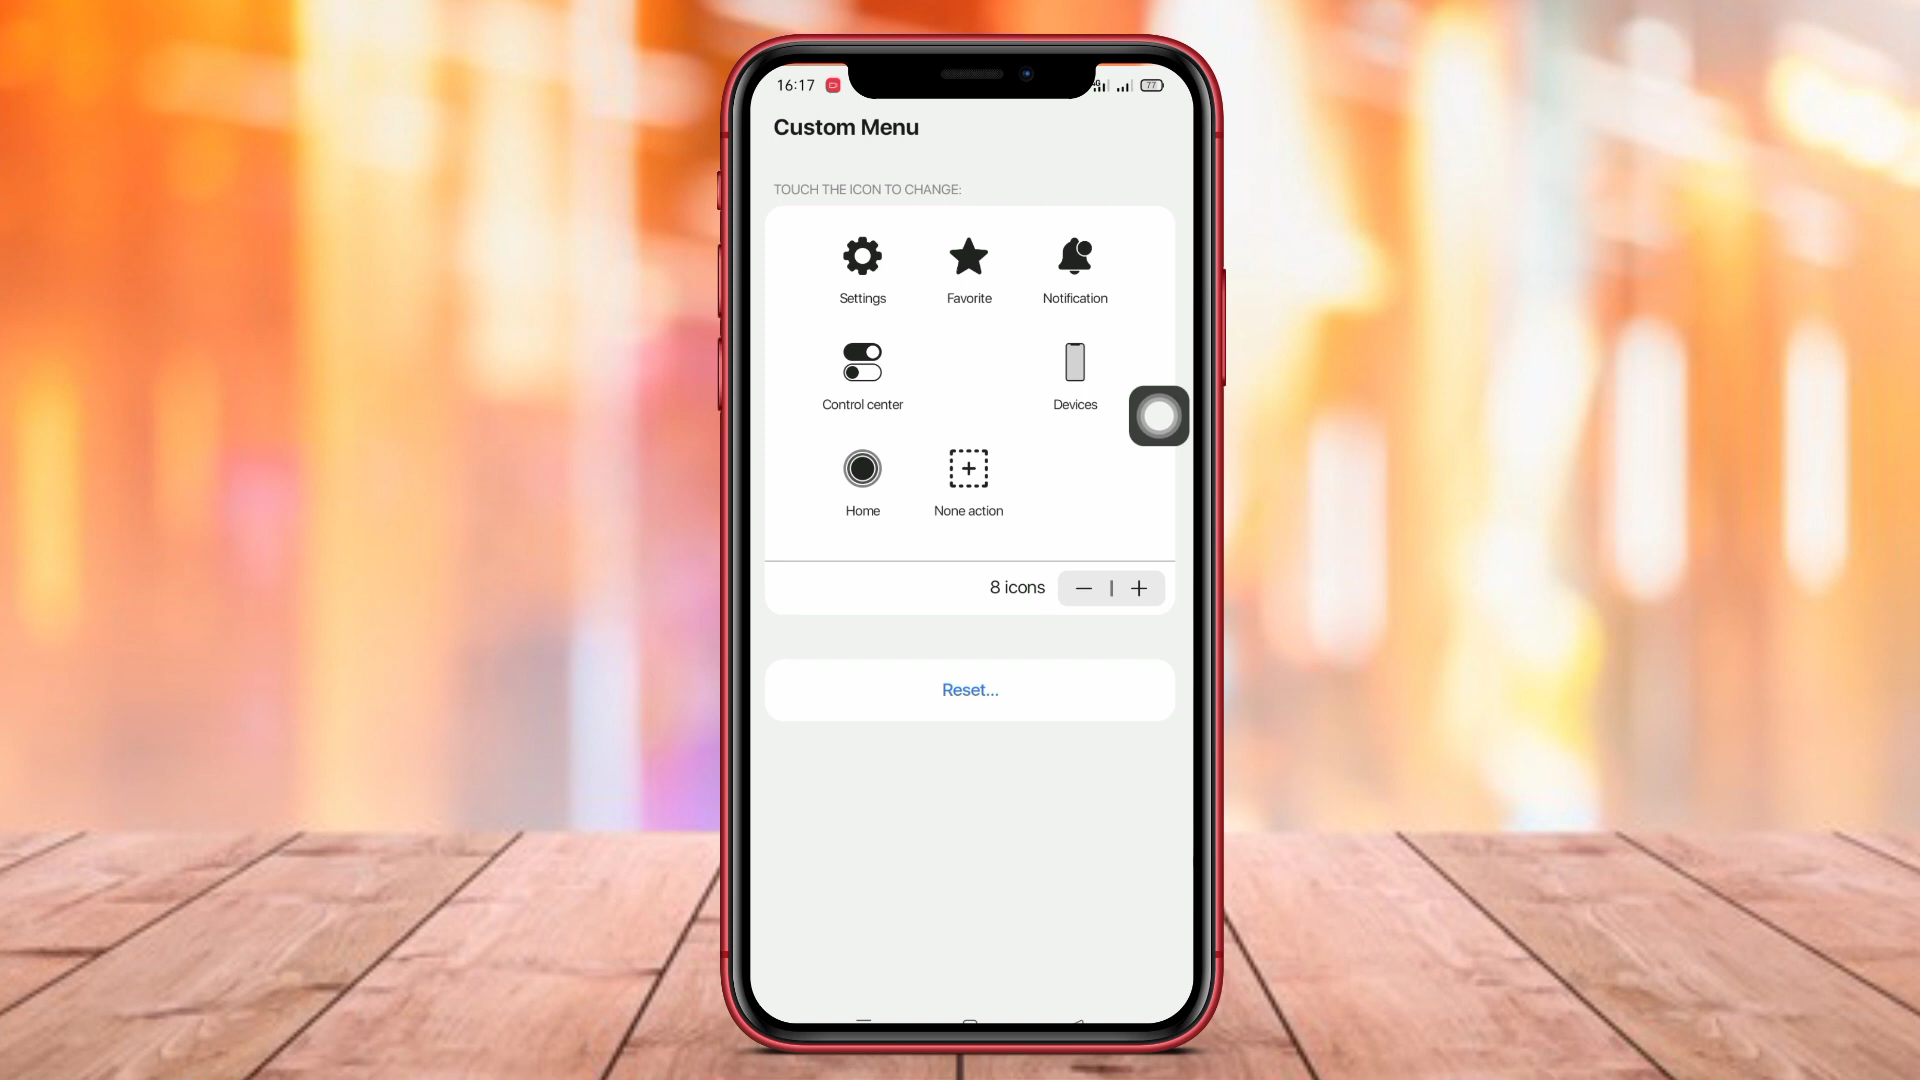 16:17
77
Custom Menu
TOUCH THE ICON TO CHANGE:
Settings Favorite Notification
Control center Devices
Home None action
8 icons
Reset...